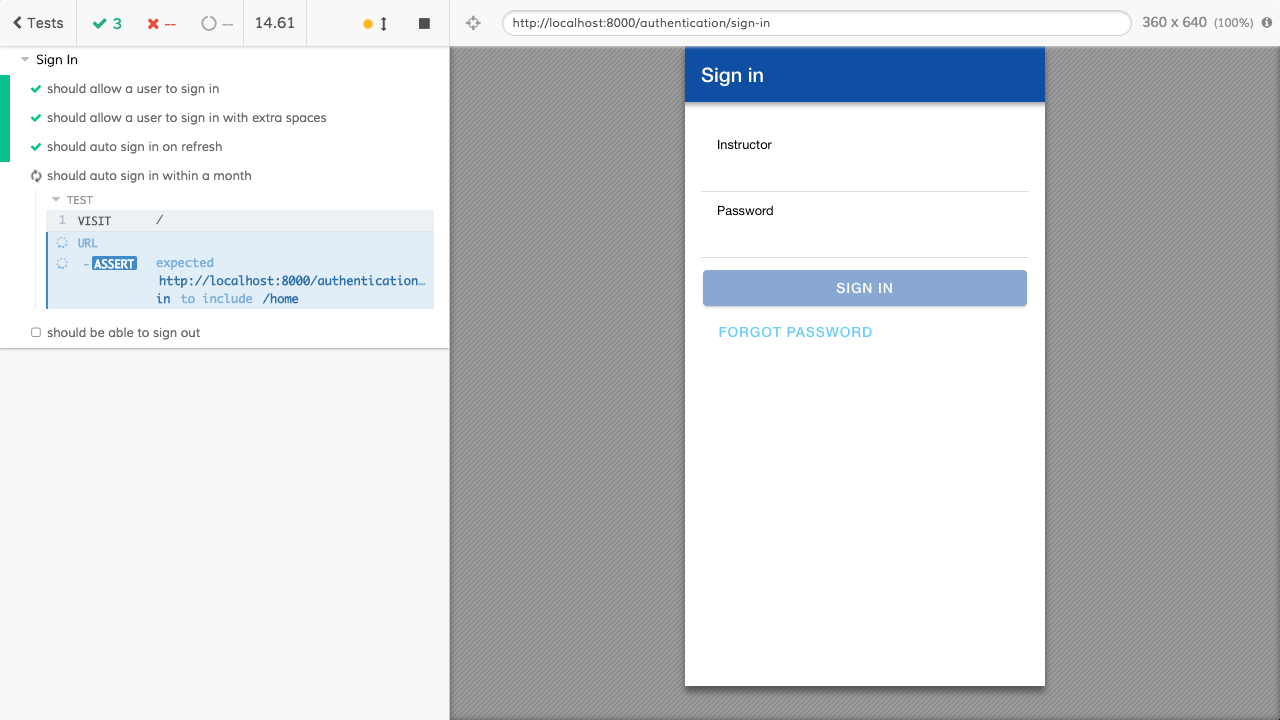 Tests
3
--
--
14.61
http://localhost:8000/authentication/sign-in
360 x 640 (100%)
Sign In
should allow a user to sign in
should allow a user to sign in with extra spaces
should auto sign in on refresh
should auto sign in within a month
TEST
1 VISIT /
URL
- ASSERT expected
http://localhost:8000/authentication…
in to include /home
should be able to sign out
Sign in
Instructor
Password
SIGN IN
FORGOT PASSWORD